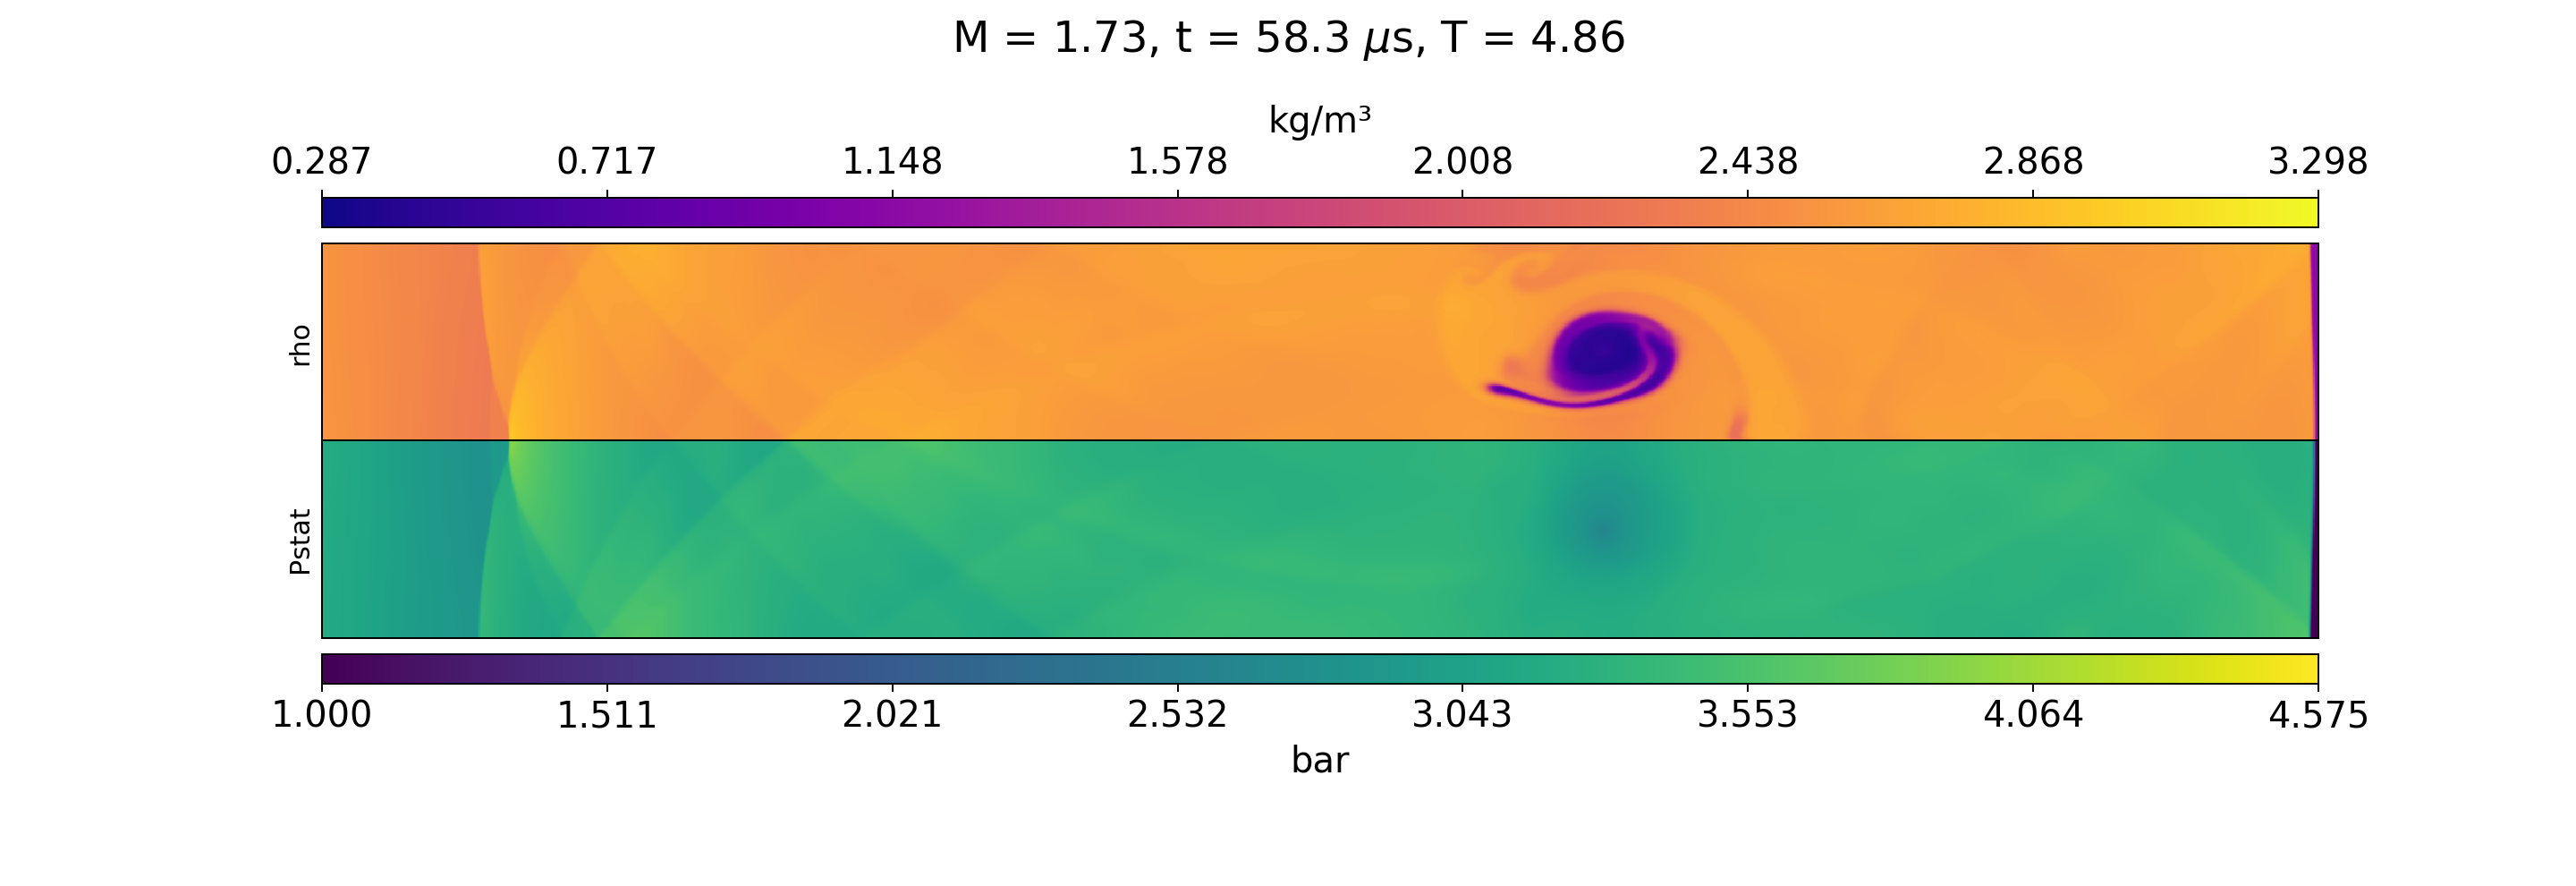 M = 1.73, t = 58.3 μs, T = 4.86
kg/m³
0.287 0.717 1.148 1.578 2.008 2.438 2.868 3.298
rho
Pstat
1.000 1.511 2.021 2.532 3.043 3.553 4.064 4.575
bar